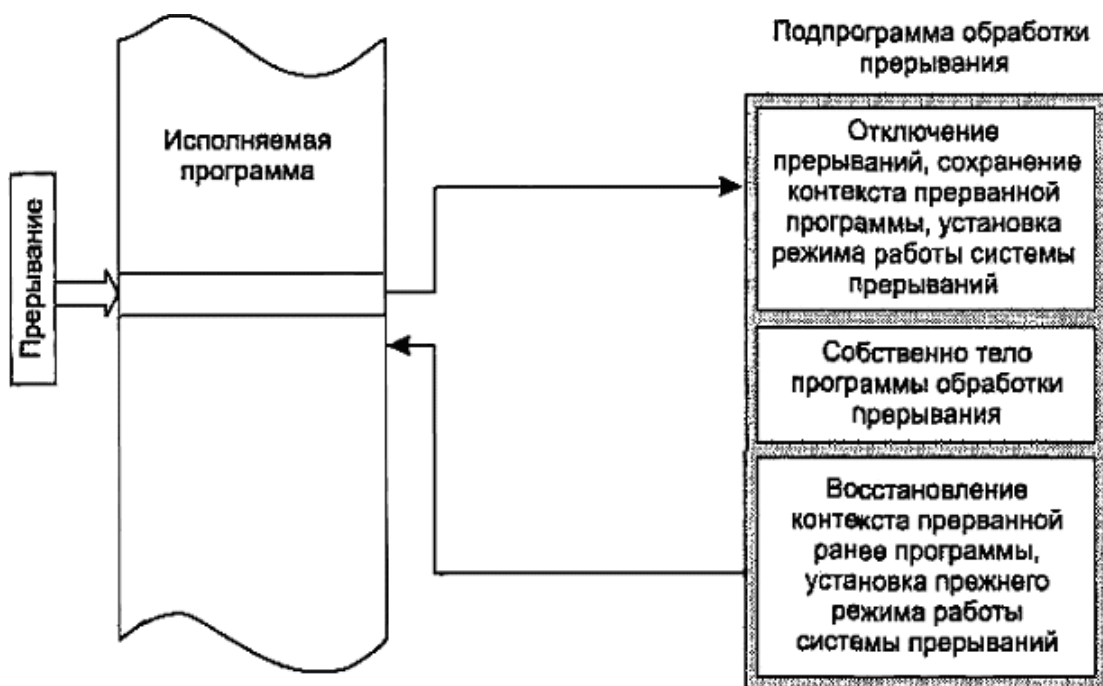 Подпрограмма обработки
прерывания
Исполняемая
программа
Прерывание
Отключение
прерываний, сохранение
контекста прерванной
программы, установка
режима работы системы
прерываний
Собственно тело
программы обработки
прерывания
Восстановление
контекста прерванной
ранее программы,
установка прежнего
режима работы
системы прерываний